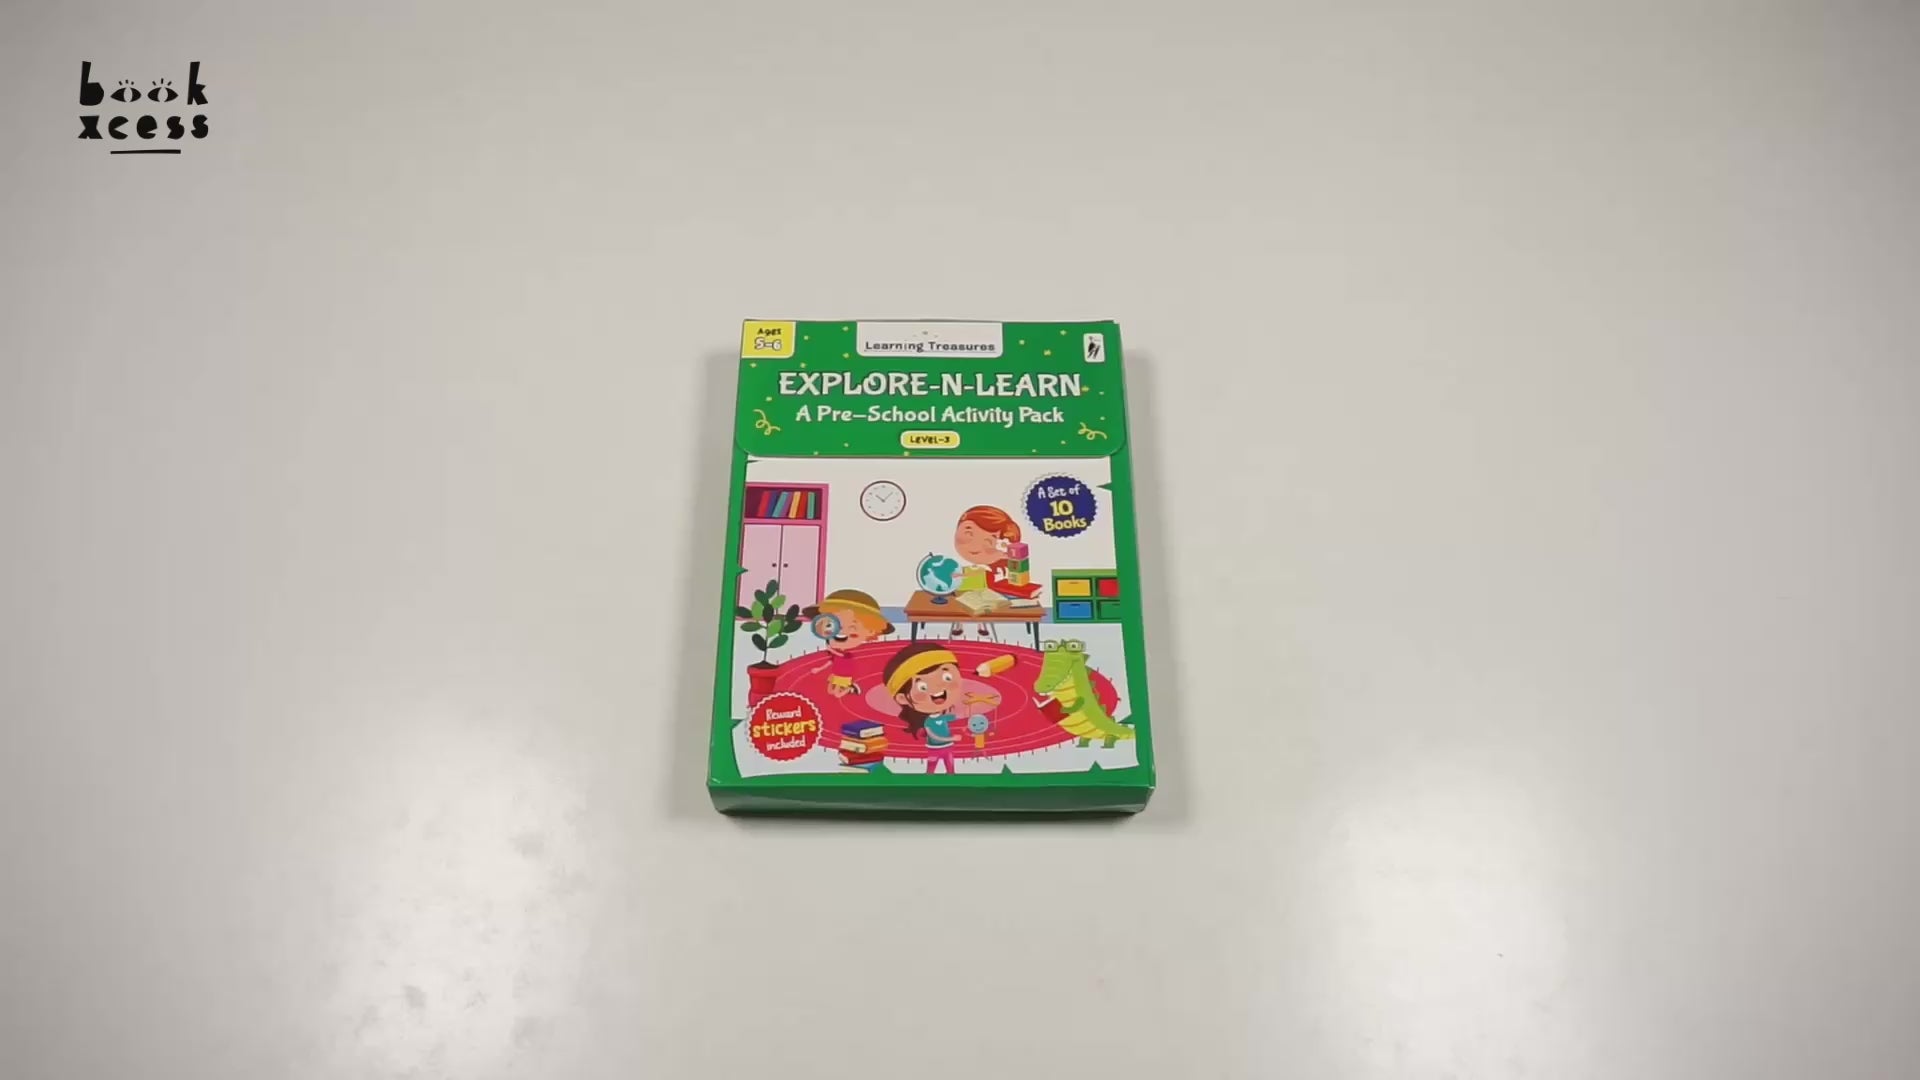 book
xcess
Ages
5-6
Learning Treasures
EXPLORE-N-LEARN
A Pre-School Activity Pack
LEVEL-3
A Set of
10
Books
Reward
stickers
included